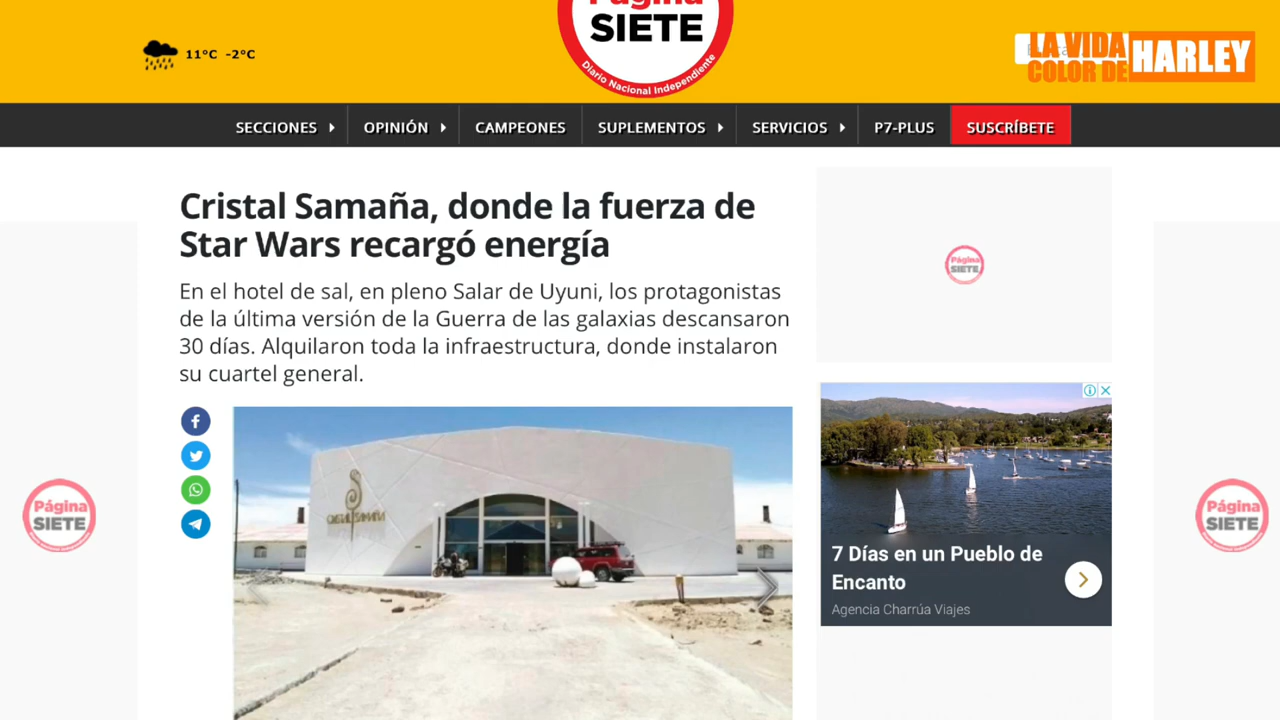 Página
SIETE
Diario Nacional Independiente
11°C -2°C
LA VIDA
COLOR DE
HARLEY
SECCIONES
OPINIÓN
CAMPEONES
SUPLEMENTOS
SERVICIOS
P7-PLUS
SUSCRÍBETE
Cristal Samaña, donde la fuerza de
Star Wars recargó energía
En el hotel de sal, en pleno Salar de Uyuni, los protagonistas
de la última versión de la Guerra de las galaxias descansaron
30 días. Alquilaron toda la infraestructura, donde instalaron
su cuartel general.
CRISTAL SAMAÑA
Página
SIETE
7 Días en un Pueblo de
Encanto
Agencia Charrúa Viajes
Página
SIETE
Página
SIETE